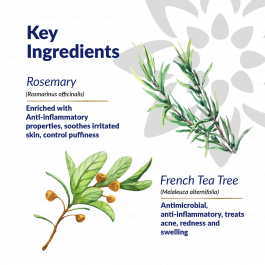 Key
Ingredients
Rosemary
(Rosmarinus officinalis)
Enriched with
Anti-inflammatory
properties, soothes irritated
skin, control puffiness
French Tea Tree
(Melaleuca alternifolia)
Antimicrobial,
anti-inflammatory, treats
acne, redness and
swelling